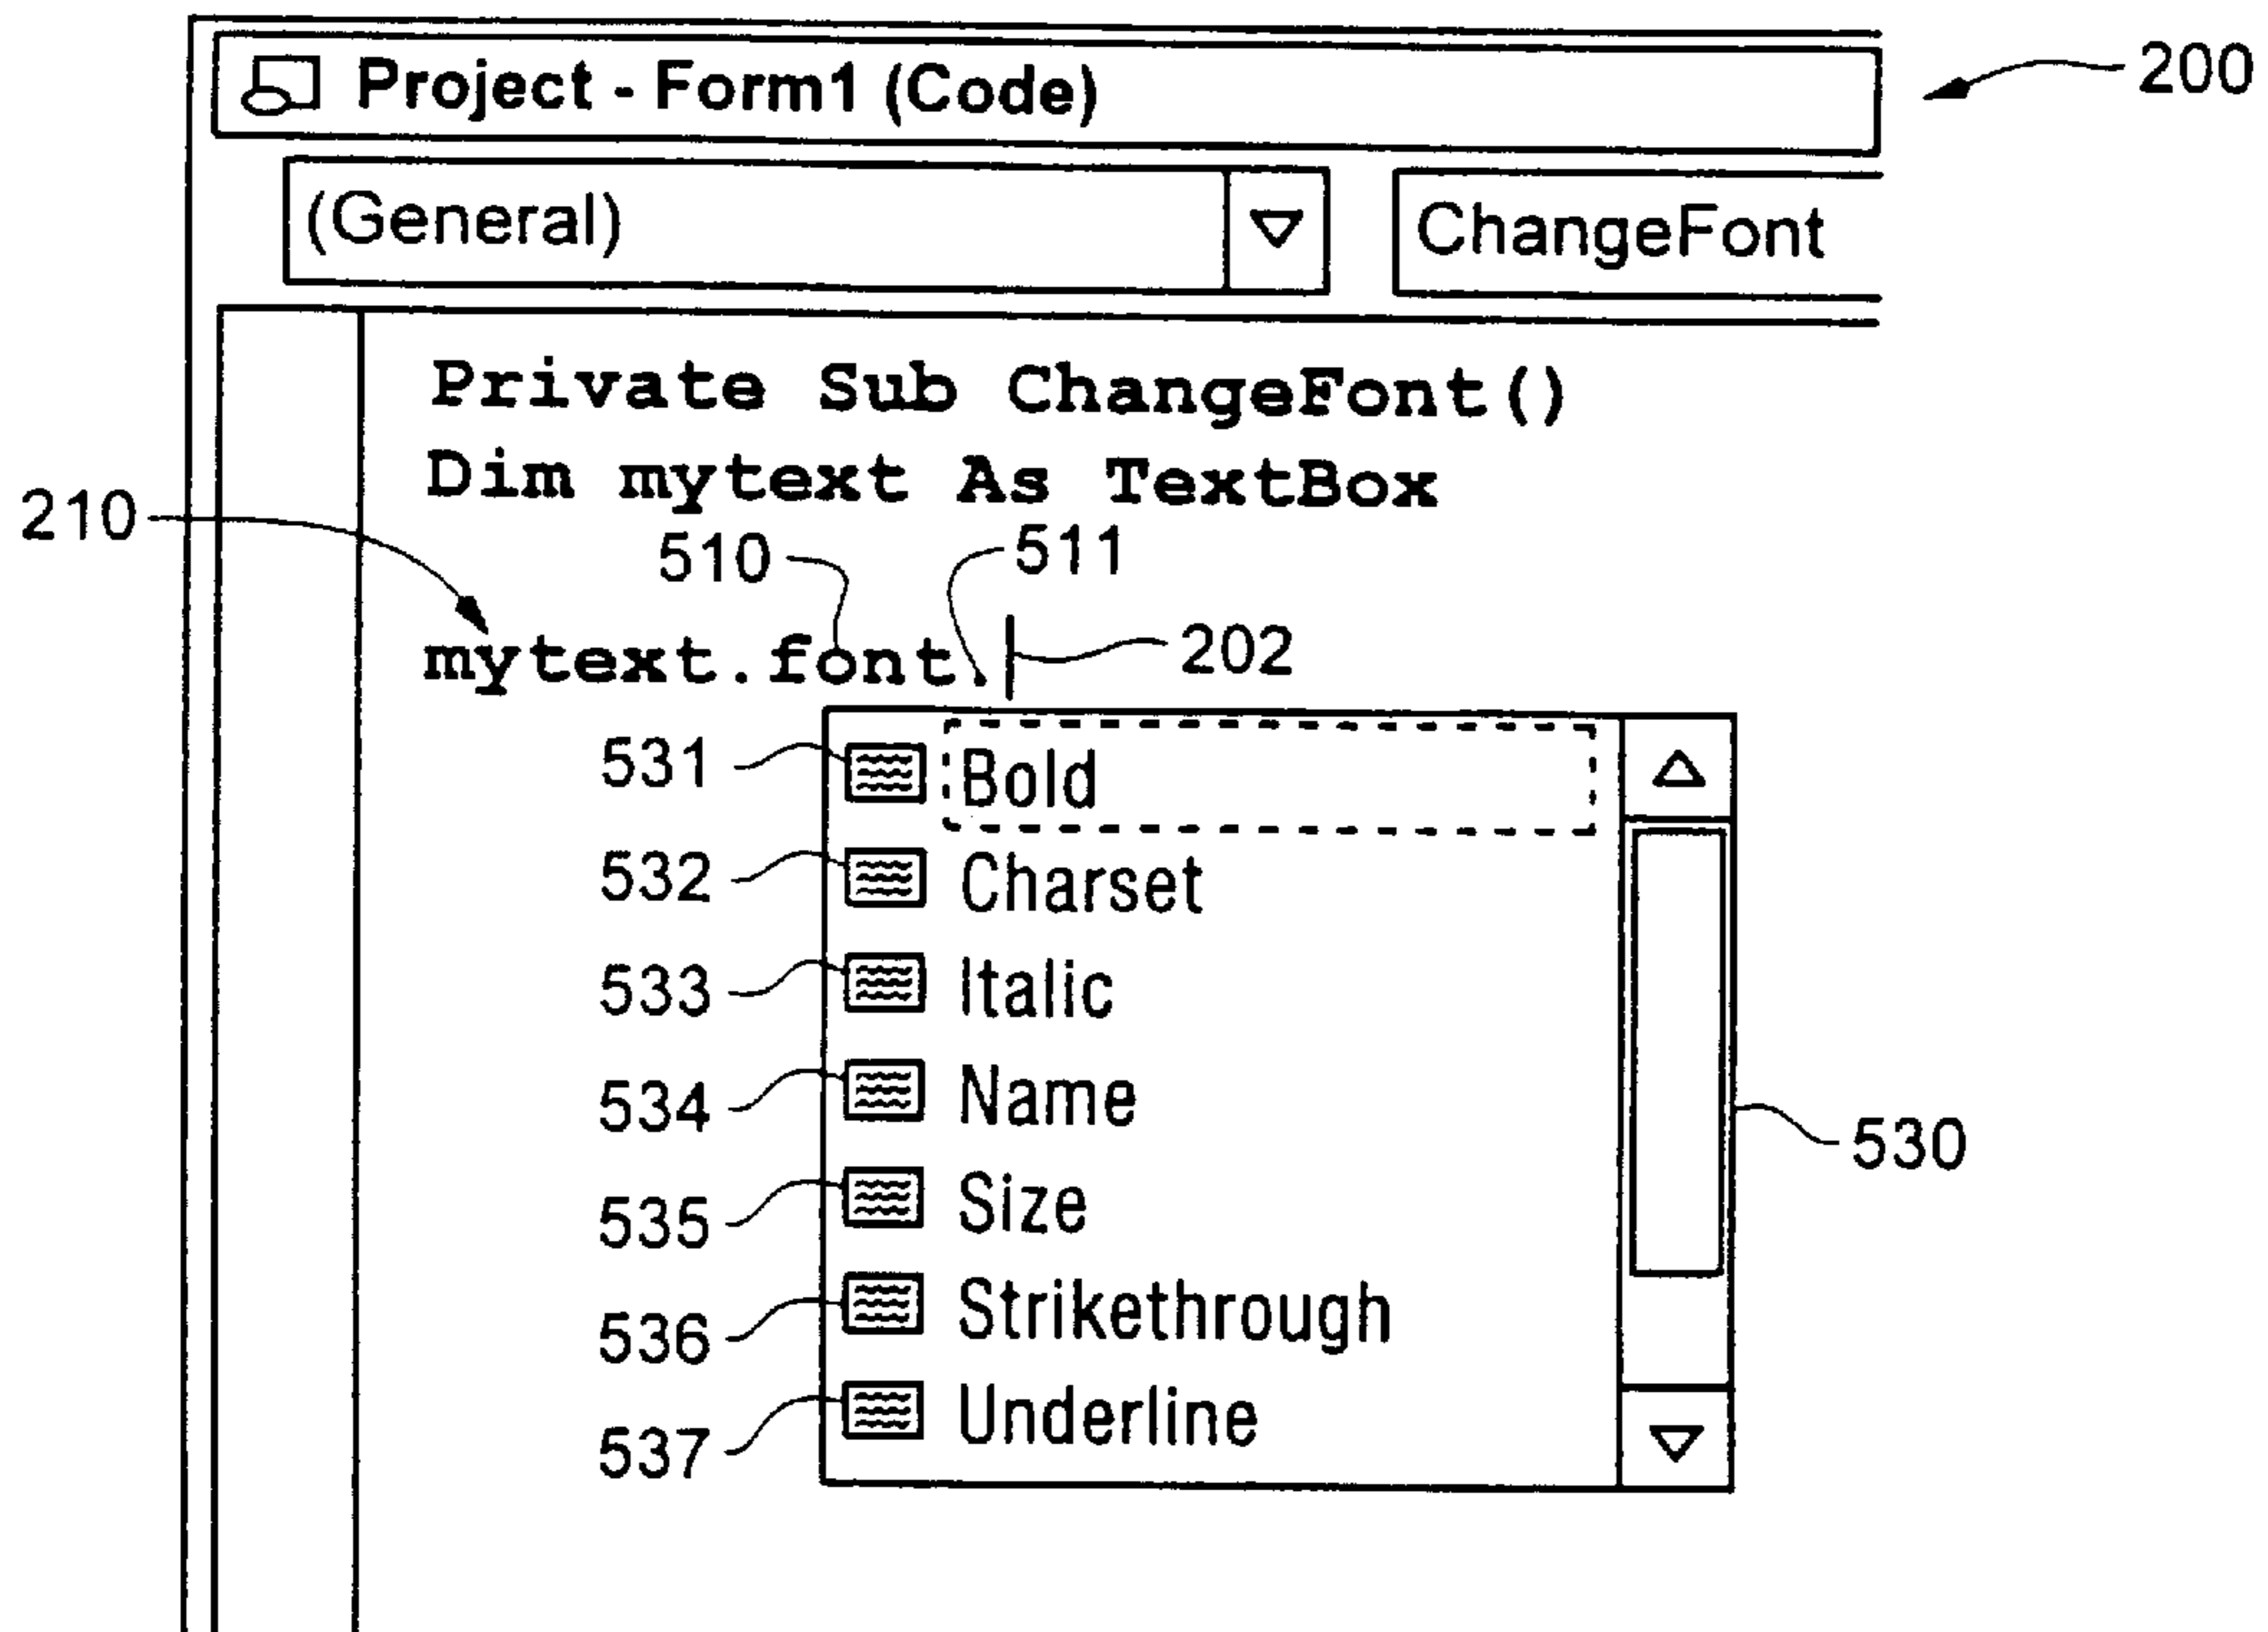 Project - Form1 (Code)
200
(General)
ChangeFont
Private Sub ChangeFont()
Dim mytext As TextBox
210
510
511
mytext.font.
202
531 Bold
532 Charset
533 Italic
534 Name
530
535 Size
536 Strikethrough
537 Underline